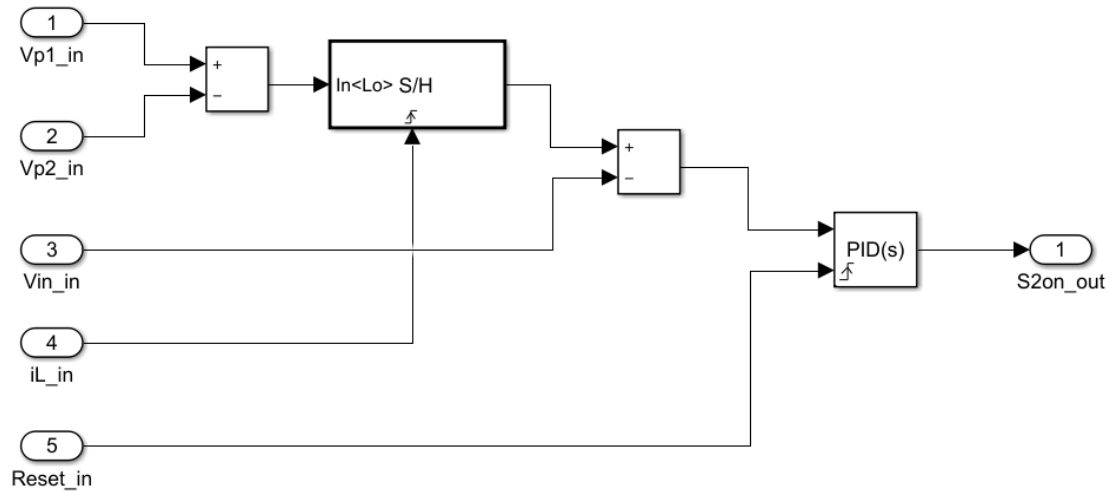 1
Vp1_in
+
−
In<Lo> S/H
2
Vp2_in
+
−
3
Vin_in
PID(s)
1
S2on_out
4
iL_in
5
Reset_in